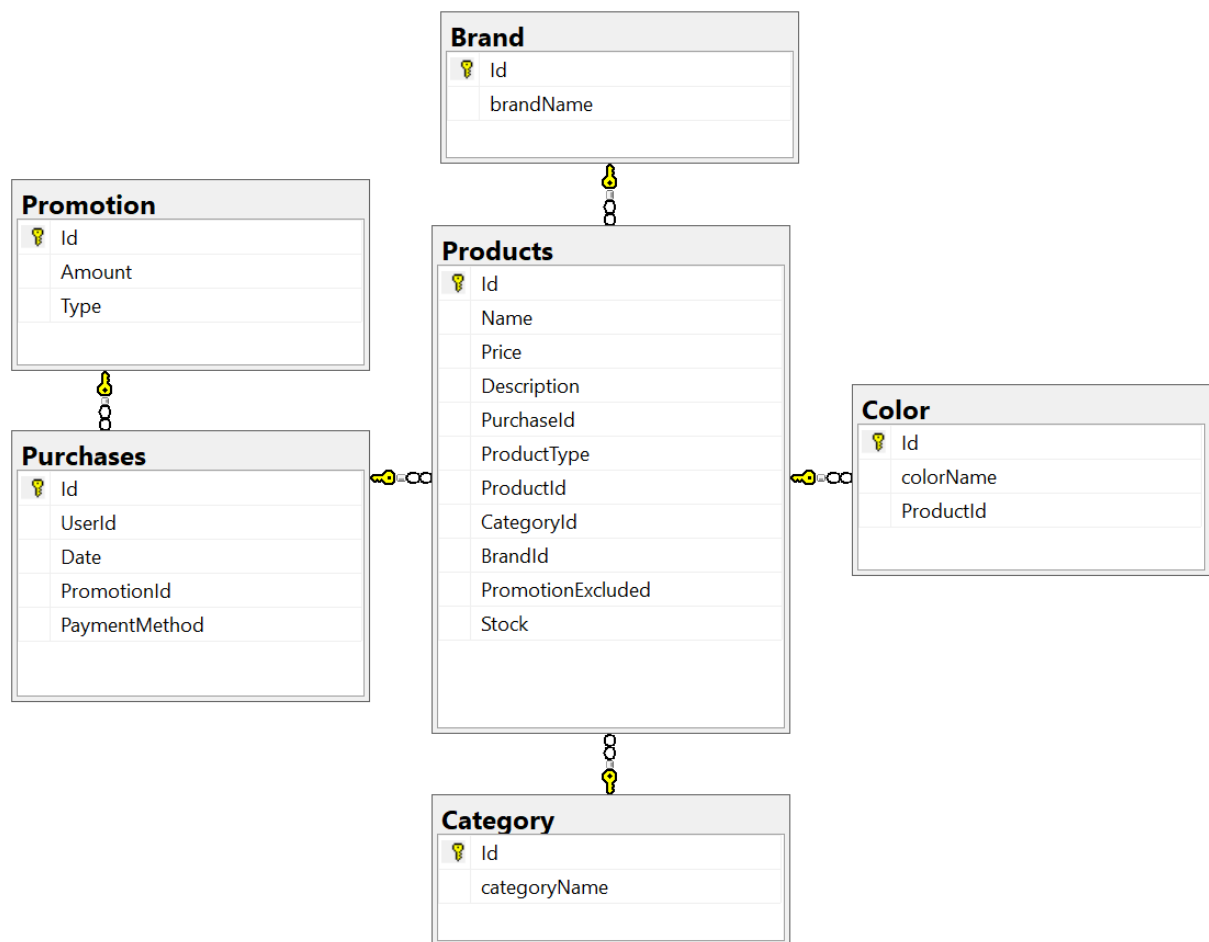 Brand
Id
brandName
Promotion
Id
Amount
Type
Products
Id
Name
Price
Description
PurchaseId
ProductType
ProductId
CategoryId
BrandId
PromotionExcluded
Stock
Color
Id
colorName
ProductId
Purchases
Id
UserId
Date
PromotionId
PaymentMethod
Category
Id
categoryName